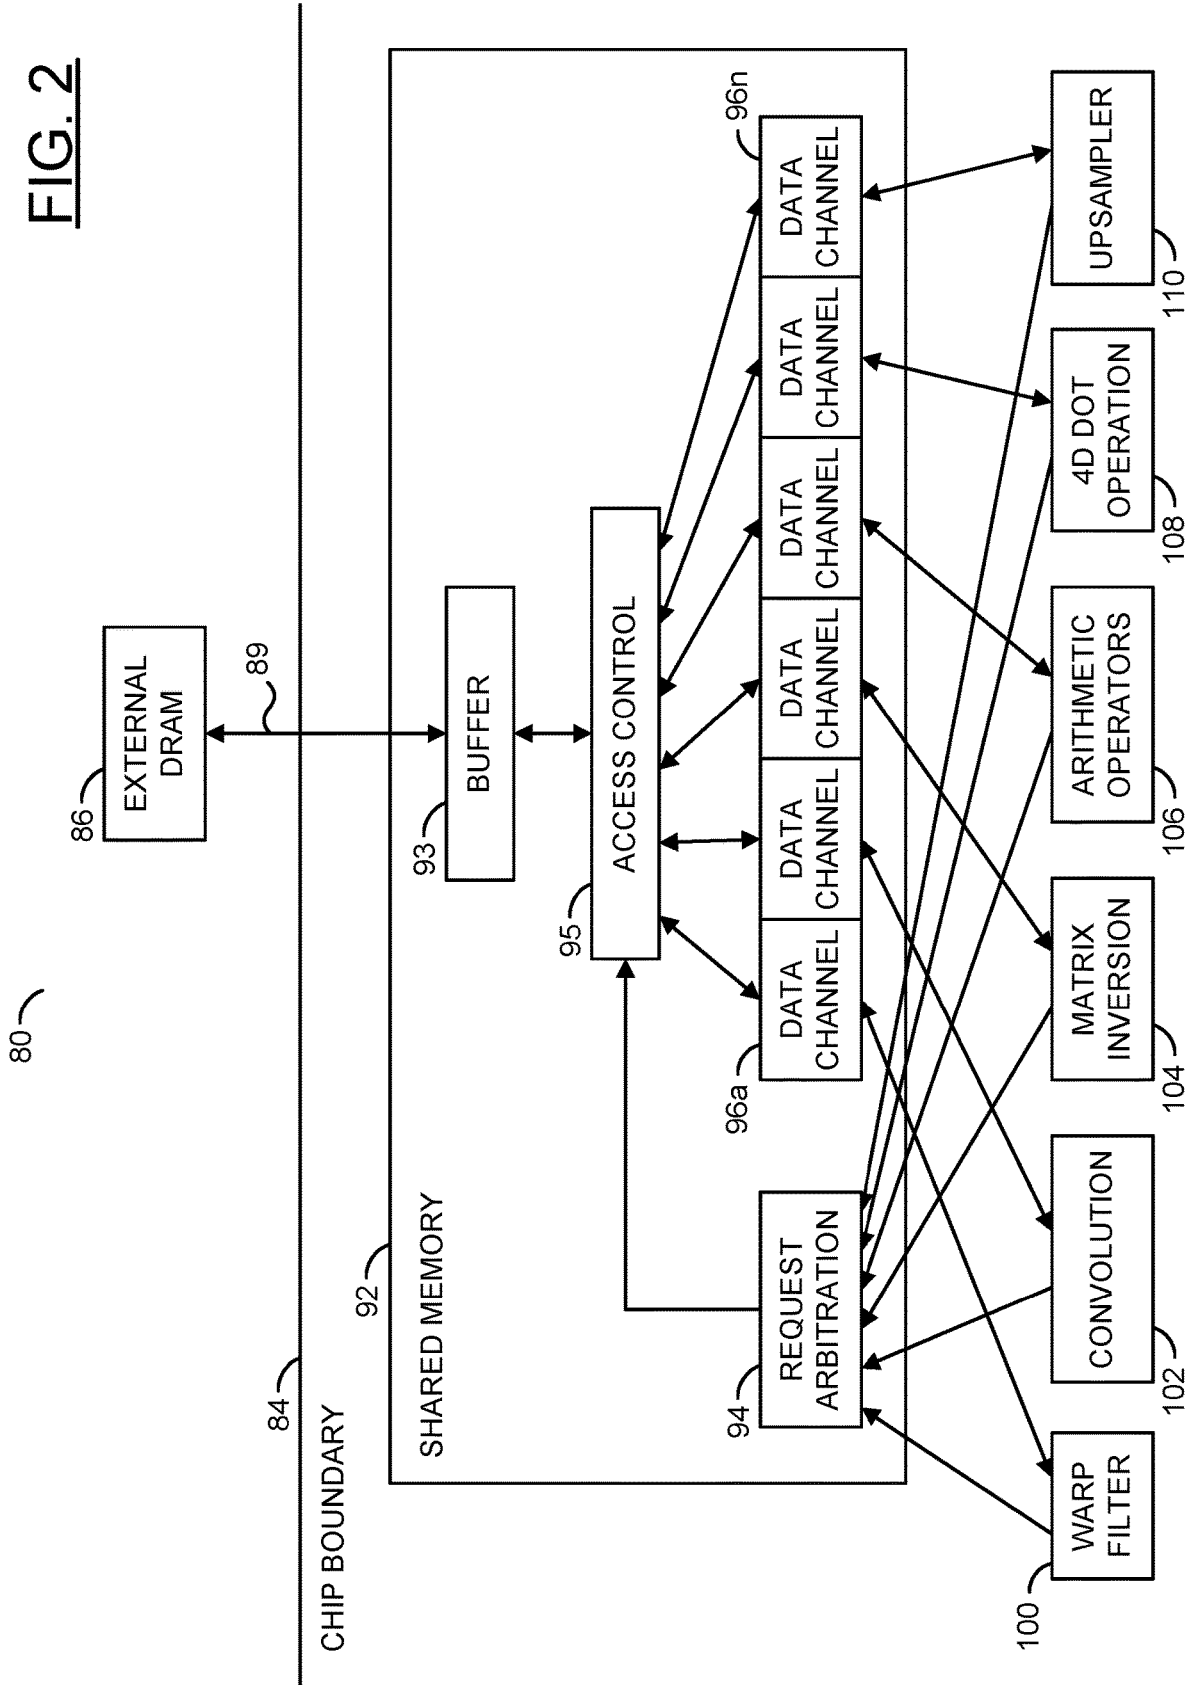 FIG. 2
80
86
EXTERNAL
DRAM
89
84
CHIP BOUNDARY
92
SHARED MEMORY
93
BUFFER
95
ACCESS CONTROL
94
REQUEST
ARBITRATION
96a
DATA
CHANNEL
DATA
CHANNEL
DATA
CHANNEL
DATA
CHANNEL
DATA
CHANNEL
DATA
CHANNEL
96n
WARP
FILTER
100
CONVOLUTION
102
MATRIX
INVERSION
104
ARITHMETIC
OPERATORS
106
4D DOT
OPERATION
108
UPSAMPLER
110